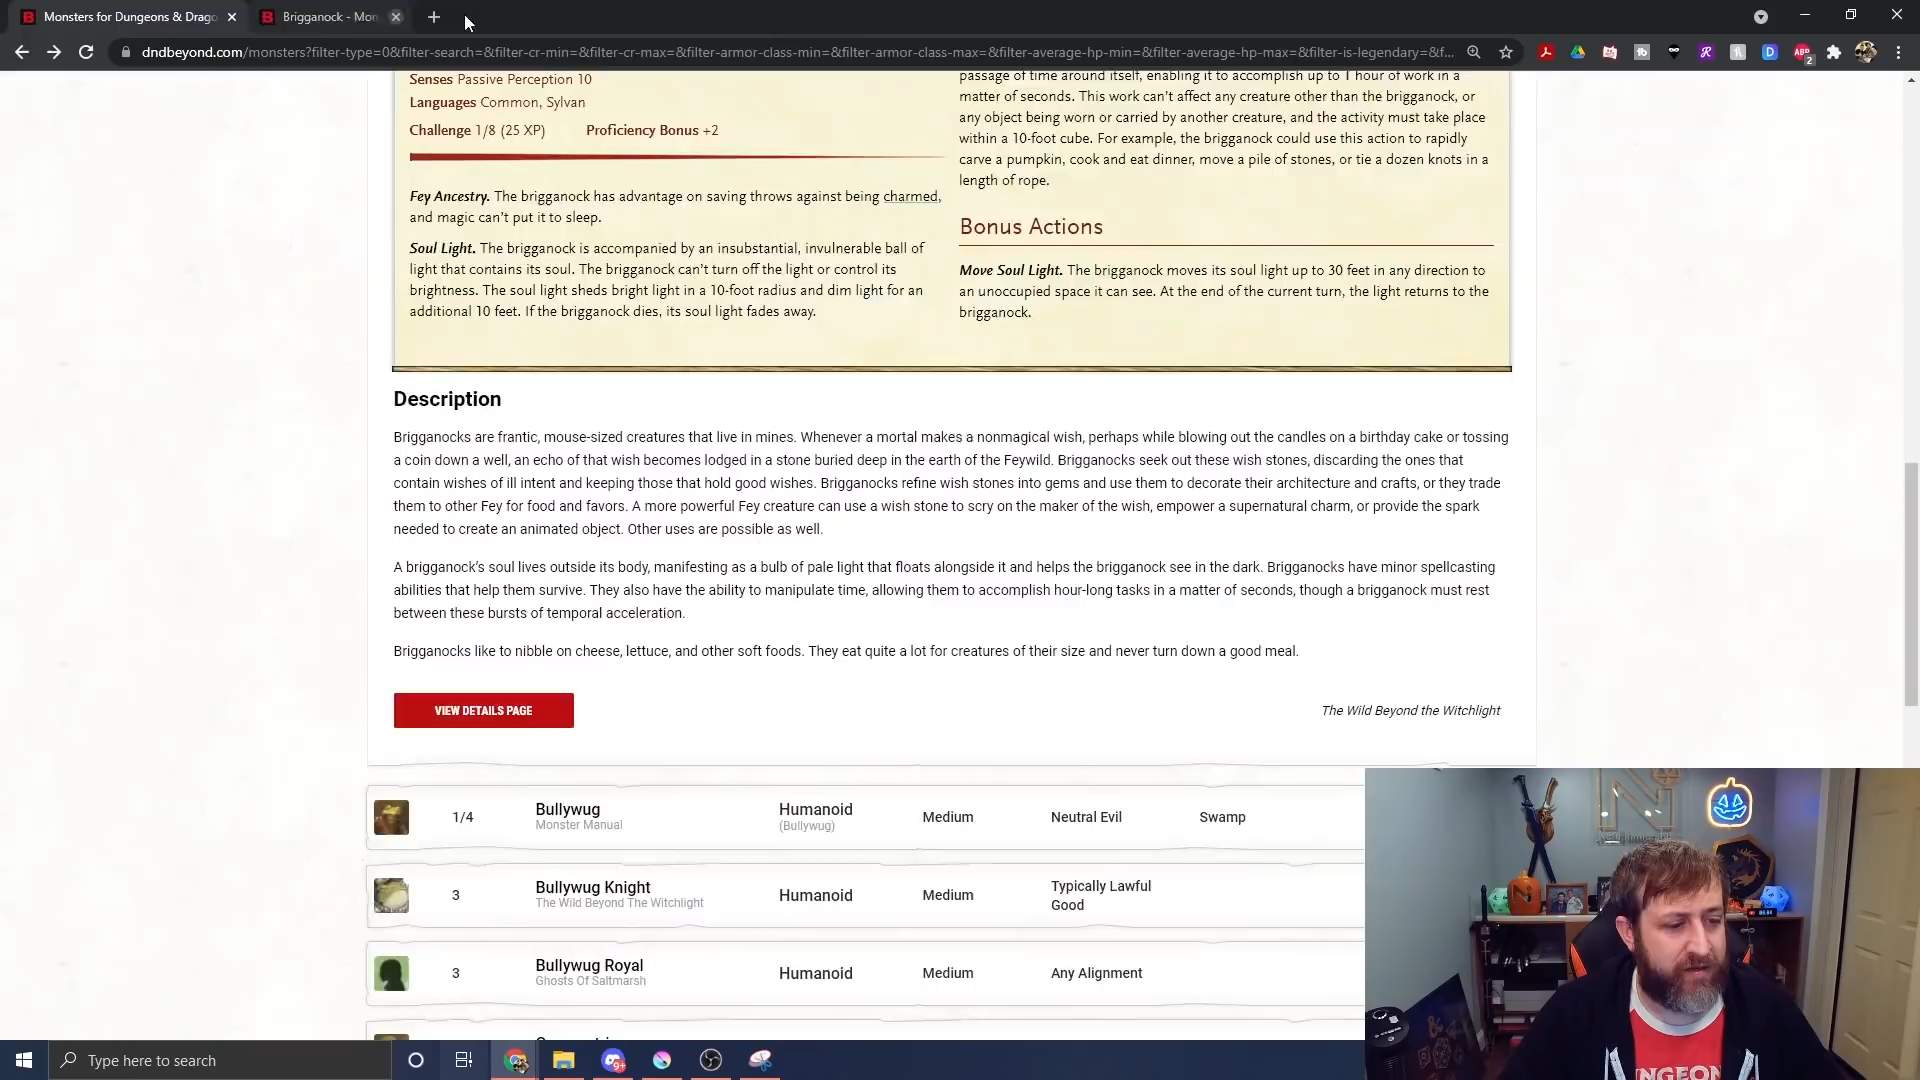 Monsters for Dungeons & Drago
Brigganock - Mon
dndbeyond.com/monsters?filter-type=0&filter-search=&filter-cr-min=&filter-cr-max=&filter-armor-class-min=&filter-armor-class-max=&filter-average-hp-min=&filter-average-hp-max=&filter-is-legendary=&f...
Senses Passive Perception 10
Languages Common, Sylvan
Challenge 1/8 (25 XP) Proficiency Bonus +2
Fey Ancestry. The brigganock has advantage on saving throws against being charmed,
and magic can't put it to sleep.
Soul Light. The brigganock is accompanied by an insubstantial, invulnerable ball of
light that contains its soul. The brigganock can't turn off the light or control its
brightness. The soul light sheds bright light in a 10-foot radius and dim light for an
additional 10 feet. If the brigganock dies, its soul light fades away.
passage of time around itself, enabling it to accomplish up to 1 hour of work in a
matter of seconds. This work can't affect any creature other than the brigganock, or
any object being worn or carried by another creature, and the activity must take place
within a 10-foot cube. For example, the brigganock could use this action to rapidly
carve a pumpkin, cook and eat dinner, move a pile of stones, or tie a dozen knots in a
length of rope.
Bonus Actions
Move Soul Light. The brigganock moves its soul light up to 30 feet in any direction to
an unoccupied space it can see. At the end of the current turn, the light returns to the
brigganock.
Description
Brigganocks are frantic, mouse-sized creatures that live in mines. Whenever a mortal makes a nonmagical wish, perhaps while blowing out the candles on a birthday cake or tossing
a coin down a well, an echo of that wish becomes lodged in a stone buried deep in the earth of the Feywild. Brigganocks seek out these wish stones, discarding the ones that
contain wishes of ill intent and keeping those that hold good wishes. Brigganocks refine wish stones into gems and use them to decorate their architecture and crafts, or they trade
them to other Fey for food and favors. A more powerful Fey creature can use a wish stone to scry on the maker of the wish, empower a supernatural charm, or provide the spark
needed to create an animated object. Other uses are possible as well.
A brigganock's soul lives outside its body, manifesting as a bulb of pale light that floats alongside it and helps the brigganock see in the dark. Brigganocks have minor spellcasting
abilities that help them survive. They also have the ability to manipulate time, allowing them to accomplish hour-long tasks in a matter of seconds, though a brigganock must rest
between these bursts of temporal acceleration.
Brigganocks like to nibble on cheese, lettuce, and other soft foods. They eat quite a lot for creatures of their size and never turn down a good meal.
VIEW DETAILS PAGE
The Wild Beyond the Witchlight
1/4 Bullywug Humanoid Medium Neutral Evil Swamp
Monster Manual (Bullywug)
3 Bullywug Knight Humanoid Medium Typically Lawful
The Wild Beyond The Witchlight Good
3 Bullywug Royal Humanoid Medium Any Alignment
Ghosts Of Saltmarsh
Type here to search